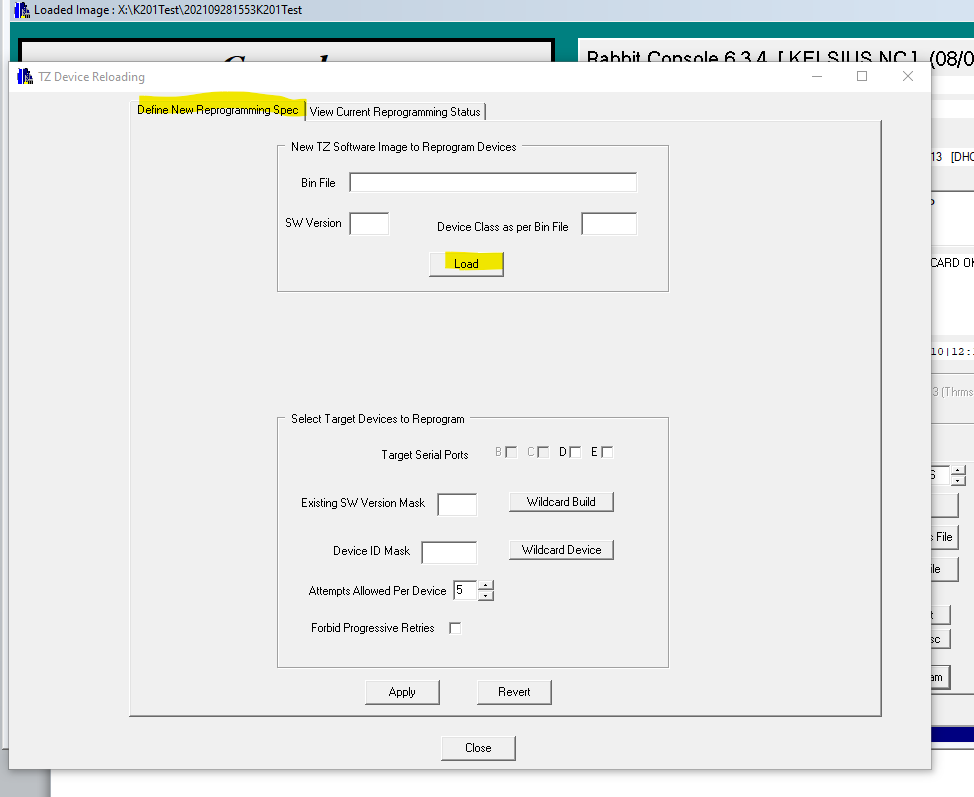 Loaded Image : X:\K201Test\202109281553K201Test
Rabbit Console 6.3.4 [ KELSIUS NC ] (08/0
TZ Device Reloading
Define New Reprogramming Spec
View Current Reprogramming Status
New TZ Software Image to Reprogram Devices
Bin File
SW Version
Device Class as per Bin File
Load
Select Target Devices to Reprogram
Target Serial Ports B C D E
Existing SW Version Mask
Wildcard Build
Device ID Mask
Wildcard Device
Attempts Allowed Per Device 5
Forbid Progressive Retries
Apply
Revert
Close
13 [DHC
CARD OK
10|12:
3 (Thrms
s File
ile
t
sc
am